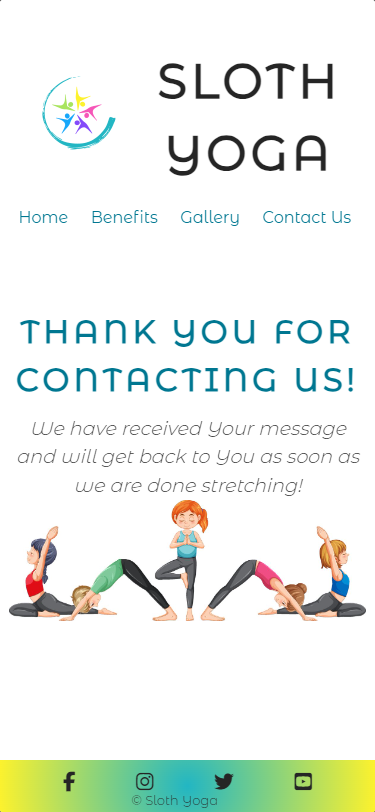 SLOTH
YOGA
Home Benefits Gallery Contact Us
THANK YOU FOR
CONTACTING US!
We have received Your message
and will get back to You as soon as
we are done stretching!
© Sloth Yoga